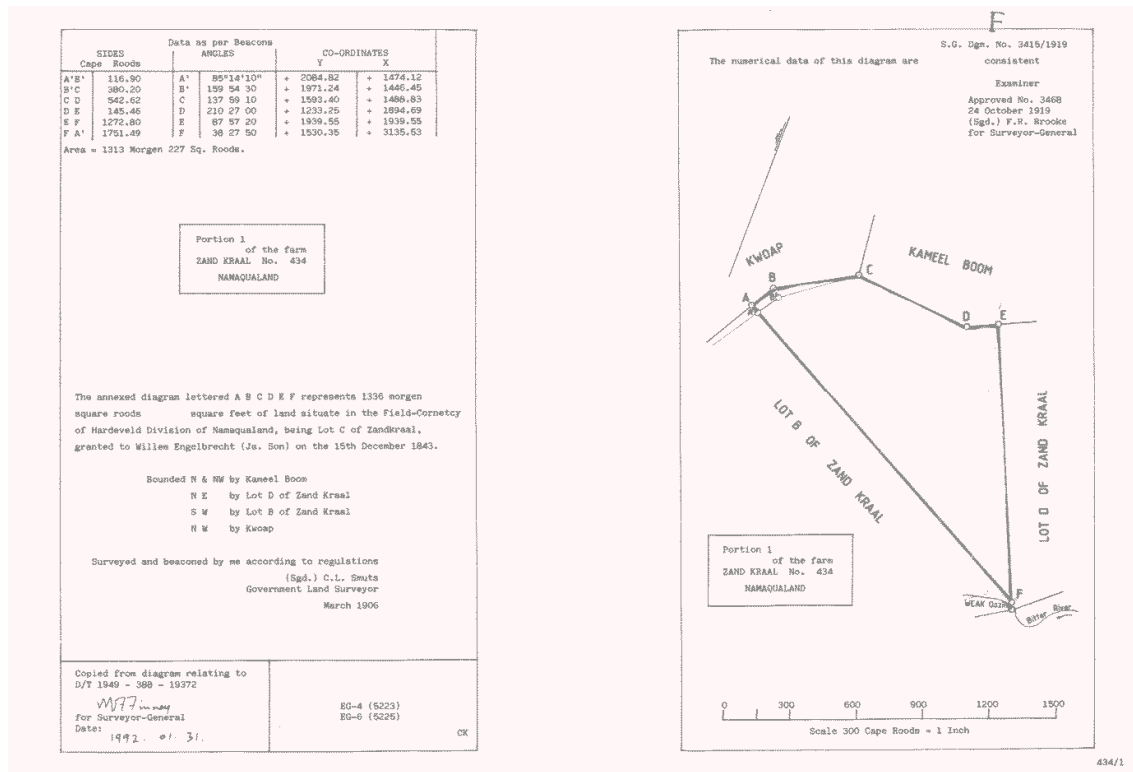 Data as per Beacons
SIDES ANGLES CO-ORDINATES
Cape Roods Y X
A'B' 116.90 A' 85°14'10" + 2084.82 + 1474.12
B'C 380.20 B' 159 54 30 + 1971.24 + 1446.45
C D 542.62 C 137 59 10 + 1593.40 + 1488.83
D E 145.46 D 210 27 00 + 1233.25 + 1894.69
E F 1272.80 E 87 57 20 + 1939.55 + 1939.55
F A' 1751.49 F 38 27 50 + 1530.35 + 3135.53
Area = 1313 Morgen 227 Sq. Roods.
Portion 1
of the farm
ZAND KRAAL No. 434
NAMAQUALAND
The annexed diagram lettered A B C D E F represents 1336 morgen
square roods square feet of land situate in the Field-Cornetcy
of Hardeveld Division of Namaqualand, being Lot C of Zandkraal,
granted to Willem Engelbrecht (Js. Son) on the 15th December 1843.
Bounded N & NW by Kameel Boom
N E by Lot D of Zand Kraal
S W by Lot B of Zand Kraal
N W by Kwoap
Surveyed and beaconed by me according to regulations
(Sgd.) C.L. Smuts
Government Land Surveyor
March 1906
Copied from diagram relating to
D/T 1949 - 388 - 19372
for Surveyor-General
Date: 1992. 01. 31.
EG-4 (5223)
EG-6 (5225)
CK
F
S.G. Dgm. No. 3415/1919
The numerical data of this diagram are consistent
Examiner
Approved No. 3468
24 October 1919
(Sgd.) F.R. Brooke
for Surveyor-General
KWOAP
KAMEEL BOOM
A
B
C
D
E
A'
B'
LOT B OF ZAND KRAAL
LOT D OF ZAND KRAAL
Portion 1
of the farm
ZAND KRAAL No. 434
NAMAQUALAND
F
WEAK
Bitter River
0 300 600 900 1200 1500
Scale 300 Cape Roods = 1 Inch
434/1